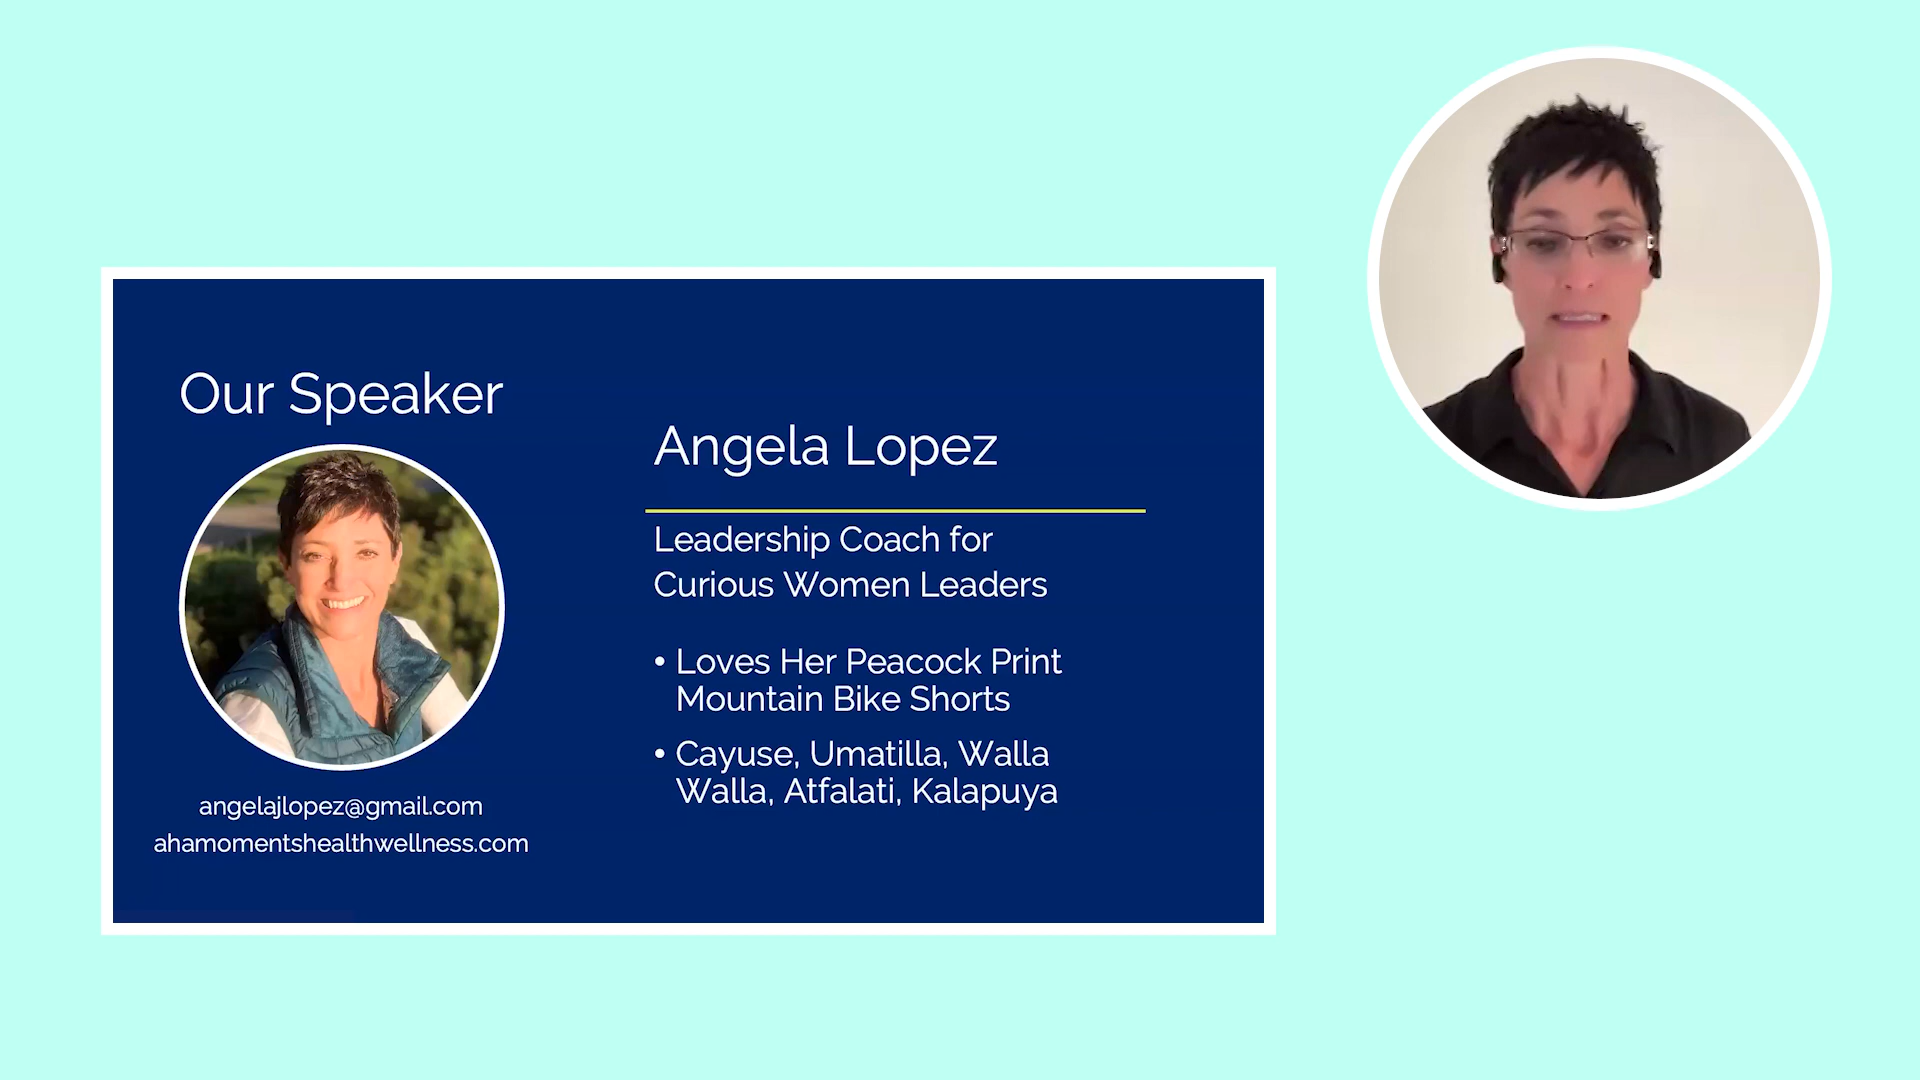 Our Speaker
angelajlopez@gmail.com
ahamomentshealthwellness.com
Angela Lopez
Leadership Coach for
Curious Women Leaders
• Loves Her Peacock Print
Mountain Bike Shorts
• Cayuse, Umatilla, Walla
Walla, Atfalati, Kalapuya